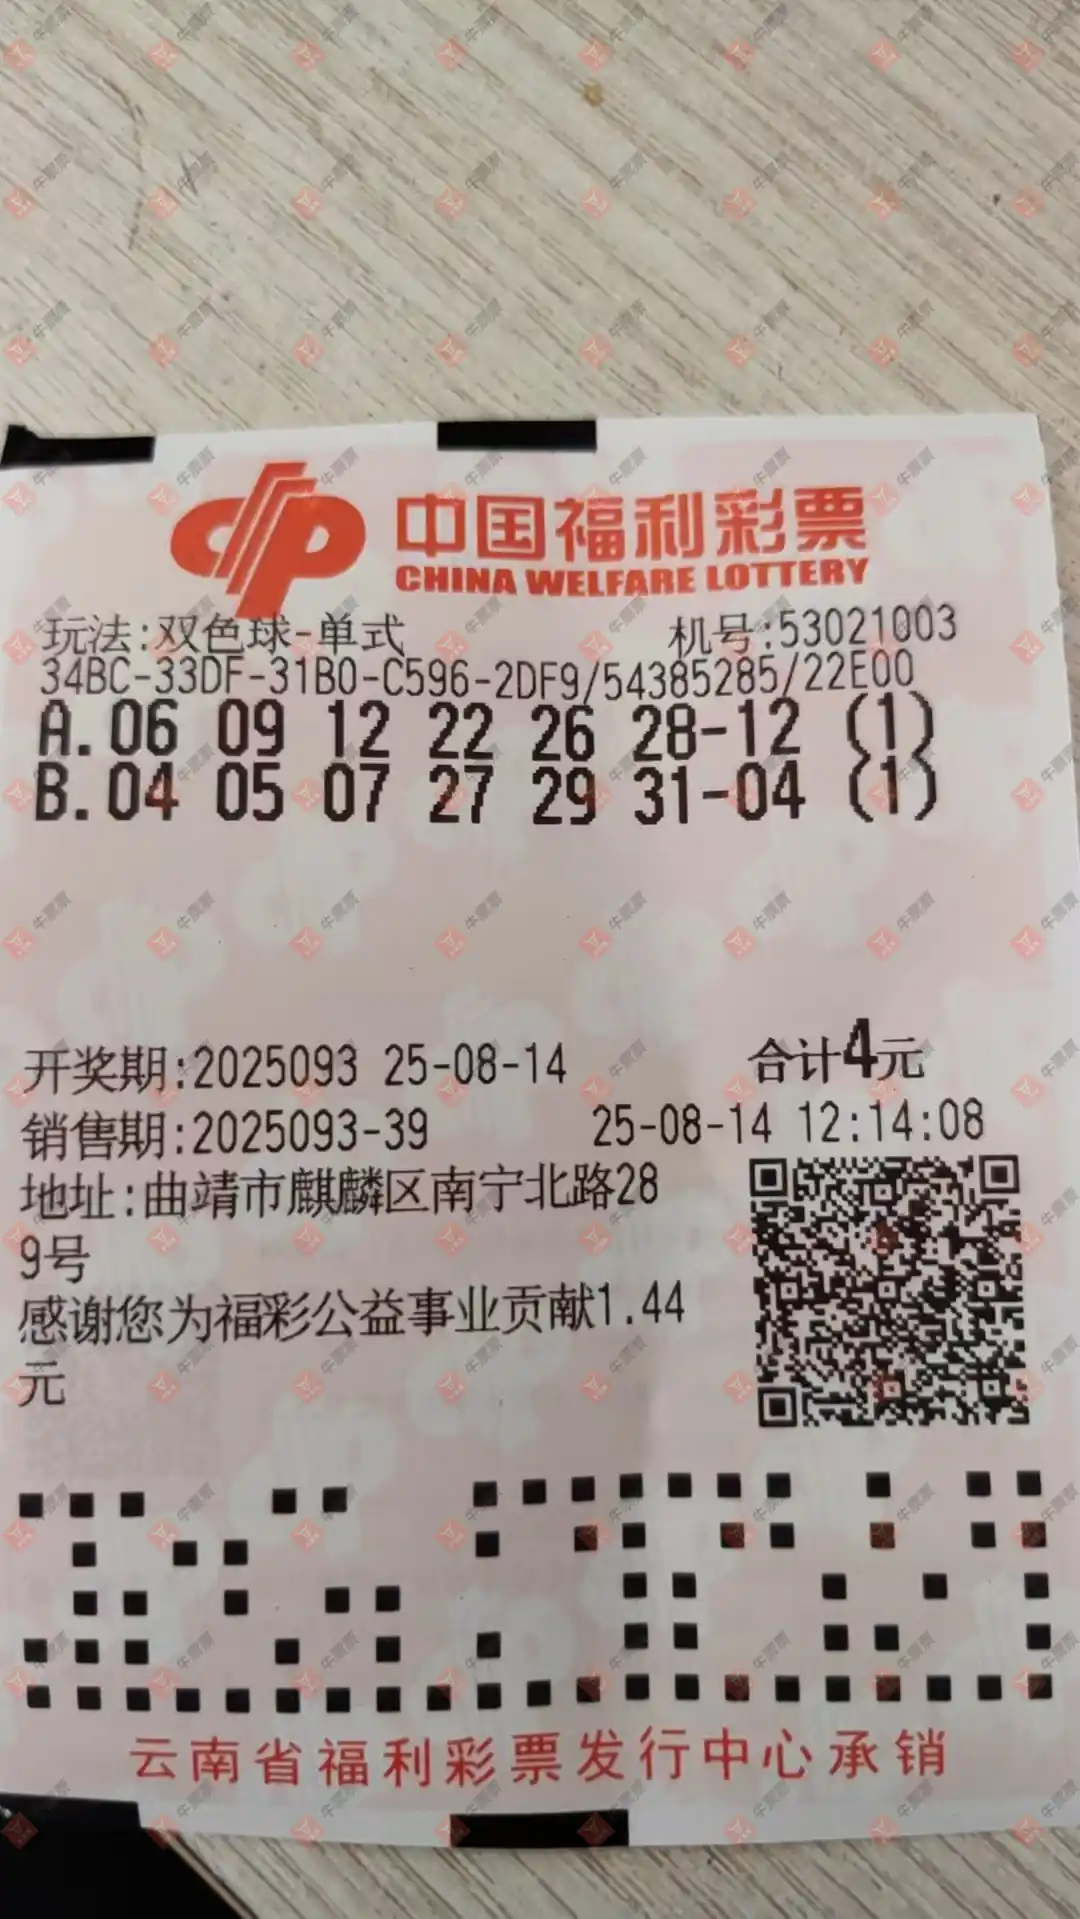 中国福利彩票
CHINA WELFARE LOTTERY
玩法:双色球-单式 机号:53021003
34BC-33DF-31B0-C596-2DF9/54385285/22E00
A.06 09 12 22 26 28-12 (1)
B.04 05 07 27 29 31-04 (1)
开奖期:2025093 25-08-14 合计4元
销售期:2025093-39 25-08-14 12:14:08
地址:曲靖市麒麟区南宁北路28
9号
感谢您为福彩公益事业贡献1.44
元
云南省福利彩票发行中心承销